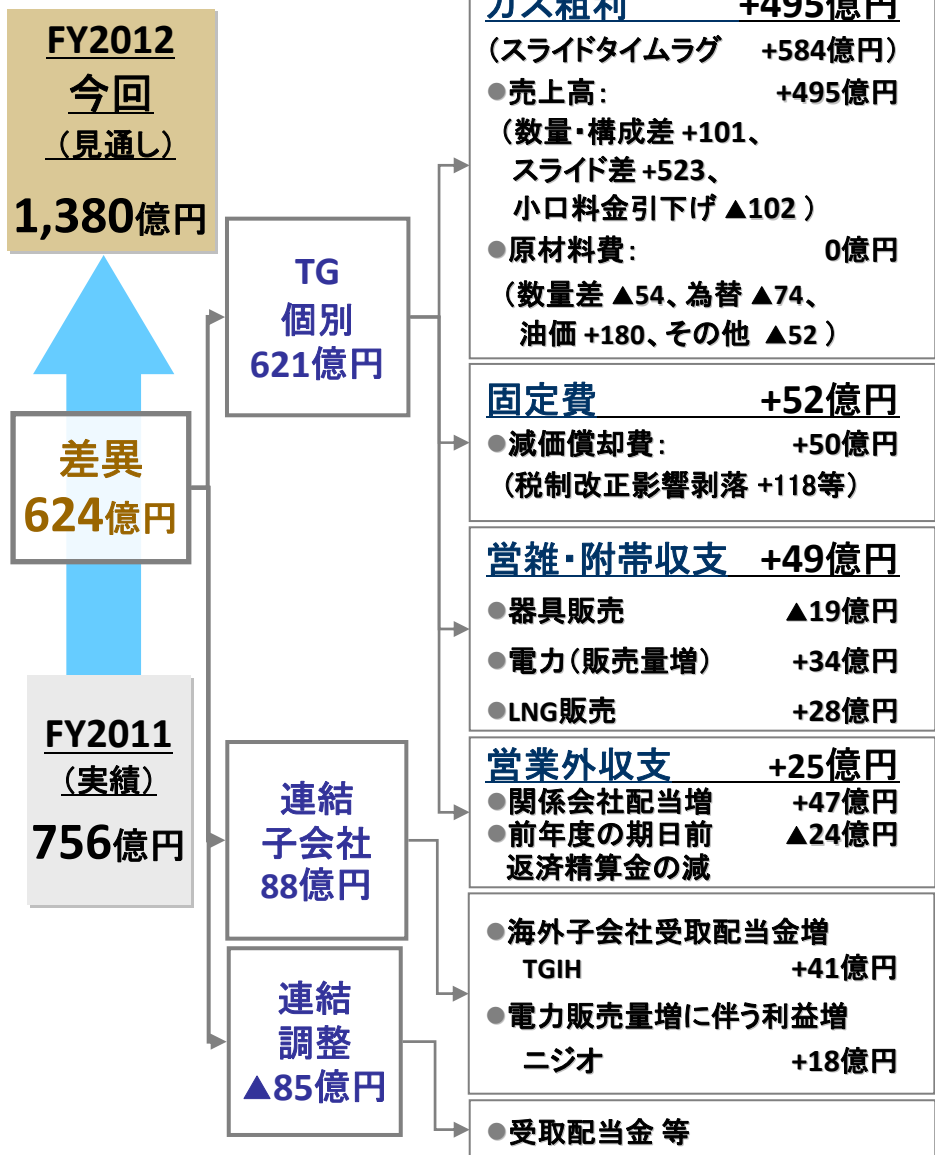 FY2012
今回
（見通し）
1,380億円
差異
624億円
FY2011
（実績）
756億円
TG
個別
621億円
連結
子会社
88億円
連結
調整
▲85億円
ガス粗利 +495億円
（スライドタイムラグ +584億円）
●売上高： +495億円
（数量・構成差 +101、
スライド差 +523、
小口料金引下げ ▲102 ）
●原材料費： 0億円
（数量差 ▲54、為替 ▲74、
油価 +180、その他 ▲52 ）
固定費 +52億円
●減価償却費： +50億円
（税制改正影響剥落 +118等）
営雑・附帯収支 +49億円
●器具販売 ▲19億円
●電力（販売量増） +34億円
●LNG販売 +28億円
営業外収支 +25億円
●関係会社配当増 +47億円
●前年度の期日前 ▲24億円
返済精算金の減
●海外子会社受取配当金増
TGIH +41億円
●電力販売量増に伴う利益増
ニジオ +18億円
●受取配当金 等